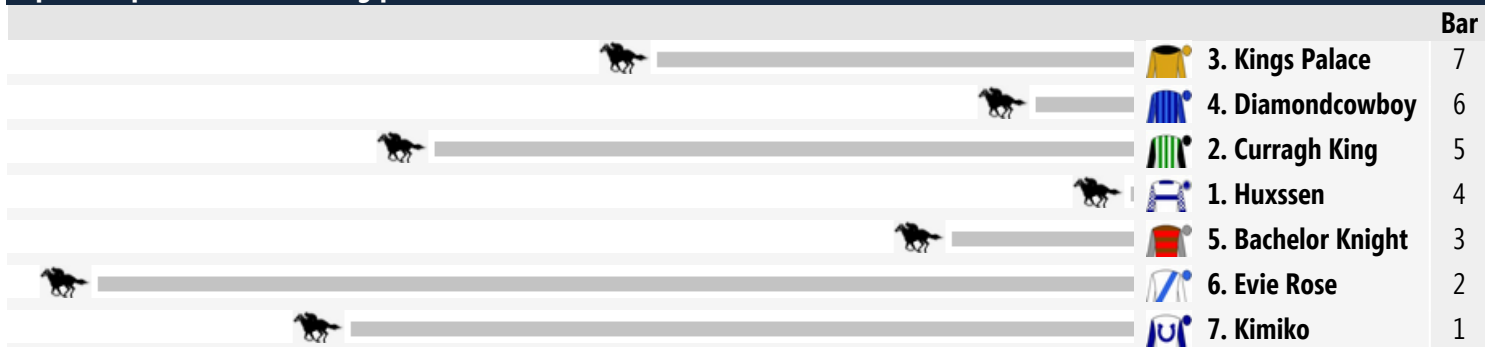 Bar
3. Kings Palace 7
4. Diamondcowboy 6
2. Curragh King 5
1. Huxssen 4
5. Bachelor Knight 3
6. Evie Rose 2
7. Kimiko 1